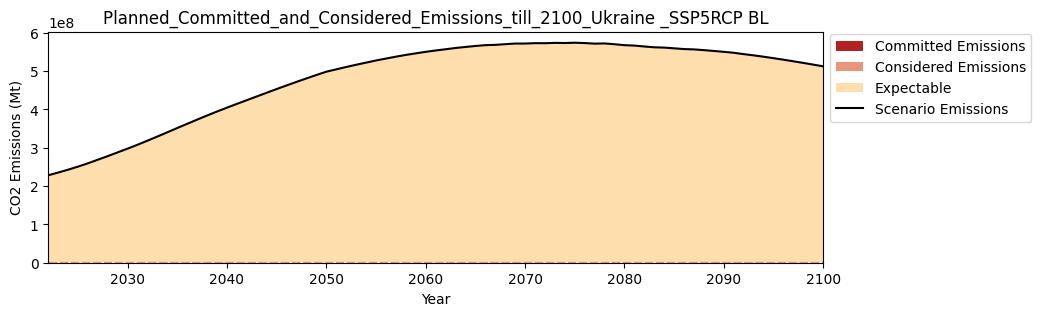 Planned_Committed_and_Considered_Emissions_till_2100_Ukraine _SSP5RCP BL
1e8
6
5
4
3
2
1
0
CO2 Emissions (Mt)
2030 2040 2050 2060 2070 2080 2090 2100
Year
Committed Emissions
Considered Emissions
Expectable
Scenario Emissions